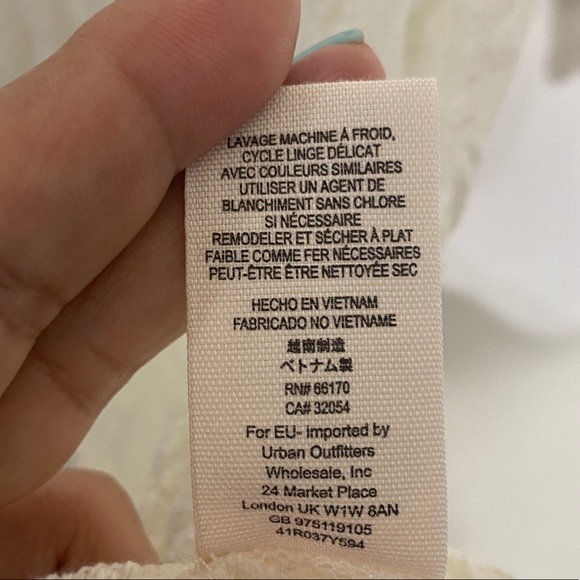 LAVAGE MACHINE À FROID,
CYCLE LINGE DÉLICAT
AVEC COULEURS SIMILAIRES
UTILISER UN AGENT DE
BLANCHIMENT SANS CHLORE
SI NÉCESSAIRE
REMODELER ET SÉCHER À PLAT
FAIBLE COMME FER NÉCESSAIRES
PEUT-ÊTRE ÊTRE NETTOYÉE SEC
HECHO EN VIETNAM
FABRICADO NO VIETNAME
越南制造
ベトナム製
RN# 66170
CA# 32054
For EU- imported by
Urban Outfitters
Wholesale, Inc
24 Market Place
London UK W1W 8AN
GB 975119105
41R037Y594